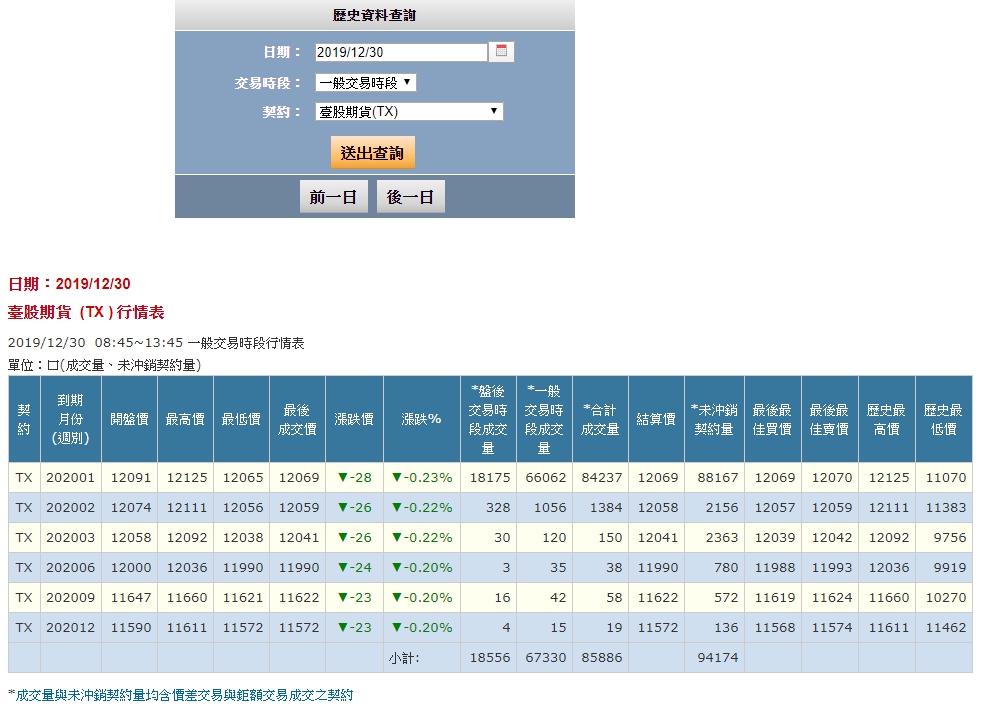 歷史資料查詢
日期： 2019/12/30
交易時段： 一般交易時段 ▼
契約： 臺股期貨(TX) ▼
送出查詢
前一日 後一日
日期：2019/12/30
臺股期貨 (TX ) 行情表
2019/12/30 08:45~13:45 一般交易時段行情表
單位：口(成交量、未沖銷契約量)
契約 到期月份(週別) 開盤價 最高價 最低價 最後成交價 漲跌價 漲跌% *盤後交易時段成交量 *一般交易時段成交量 *合計成交量 結算價 *未沖銷契約量 最後最佳買價 最後最佳賣價 歷史最高價 歷史最低價
TX 202001 12091 12125 12065 12069 ▼-28 ▼-0.23% 18175 66062 84237 12069 88167 12069 12070 12125 11070
TX 202002 12074 12111 12056 12059 ▼-26 ▼-0.22% 328 1056 1384 12058 2156 12057 12059 12111 11383
TX 202003 12058 12092 12038 12041 ▼-26 ▼-0.22% 30 120 150 12041 2363 12039 12042 12092 9756
TX 202006 12000 12036 11990 11990 ▼-24 ▼-0.20% 3 35 38 11990 780 11988 11993 12036 9919
TX 202009 11647 11660 11621 11622 ▼-23 ▼-0.20% 16 42 58 11622 572 11619 11624 11660 10270
TX 202012 11590 11611 11572 11572 ▼-23 ▼-0.20% 4 15 19 11572 136 11568 11574 11611 11462
小計: 18556 67330 85886 94174
*成交量與未沖銷契約量均含價差交易與鉅額交易成交之契約